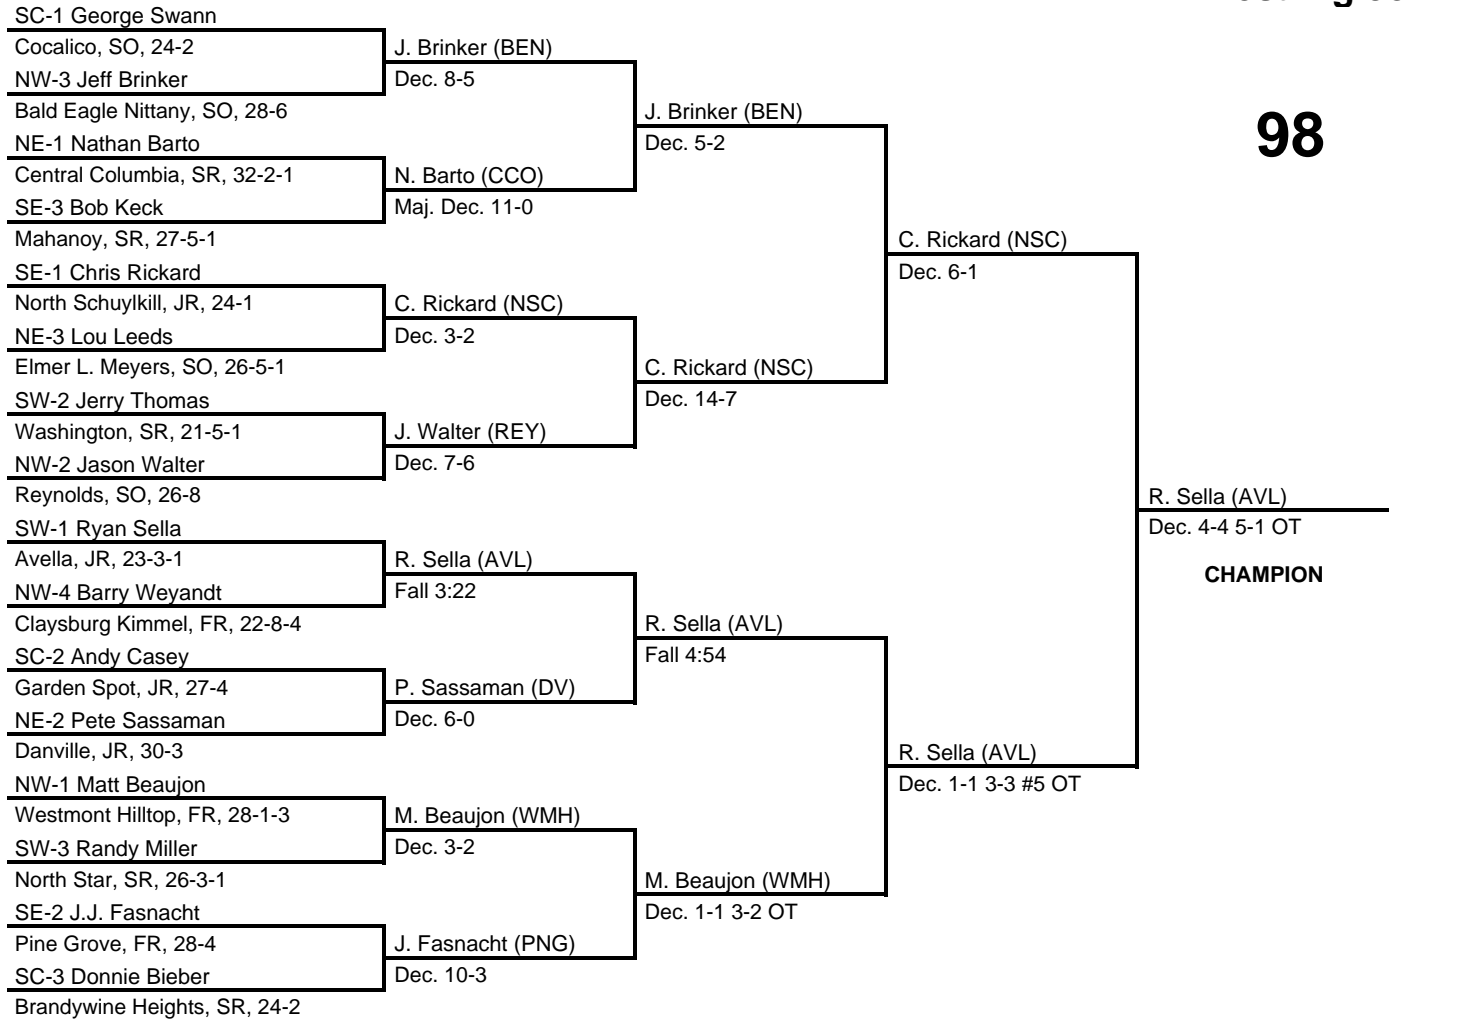 SC-1 George Swann
Cocalico, SO, 24-2
NW-3 Jeff Brinker
Bald Eagle Nittany, SO, 28-6
NE-1 Nathan Barto
Central Columbia, SR, 32-2-1
SE-3 Bob Keck
Mahanoy, SR, 27-5-1
SE-1 Chris Rickard
North Schuylkill, JR, 24-1
NE-3 Lou Leeds
Elmer L. Meyers, SO, 26-5-1
SW-2 Jerry Thomas
Washington, SR, 21-5-1
NW-2 Jason Walter
Reynolds, SO, 26-8
SW-1 Ryan Sella
Avella, JR, 23-3-1
NW-4 Barry Weyandt
Claysburg Kimmel, FR, 22-8-4
SC-2 Andy Casey
Garden Spot, JR, 27-4
NE-2 Pete Sassaman
Danville, JR, 30-3
NW-1 Matt Beaujon
Westmont Hilltop, FR, 28-1-3
SW-3 Randy Miller
North Star, SR, 26-3-1
SE-2 J.J. Fasnacht
Pine Grove, FR, 28-4
SC-3 Donnie Bieber
Brandywine Heights, SR, 24-2
J. Brinker (BEN)
Dec. 8-5
N. Barto (CCO)
Maj. Dec. 11-0
C. Rickard (NSC)
Dec. 3-2
J. Walter (REY)
Dec. 7-6
R. Sella (AVL)
Fall 3:22
P. Sassaman (DV)
Dec. 6-0
M. Beaujon (WMH)
Dec. 3-2
J. Fasnacht (PNG)
Dec. 10-3
J. Brinker (BEN)
Dec. 5-2
C. Rickard (NSC)
Dec. 14-7
R. Sella (AVL)
Fall 4:54
M. Beaujon (WMH)
Dec. 1-1 3-2 OT
C. Rickard (NSC)
Dec. 6-1
R. Sella (AVL)
Dec. 1-1 3-3 #5 OT
98
R. Sella (AVL)
Dec. 4-4 5-1 OT
CHAMPION